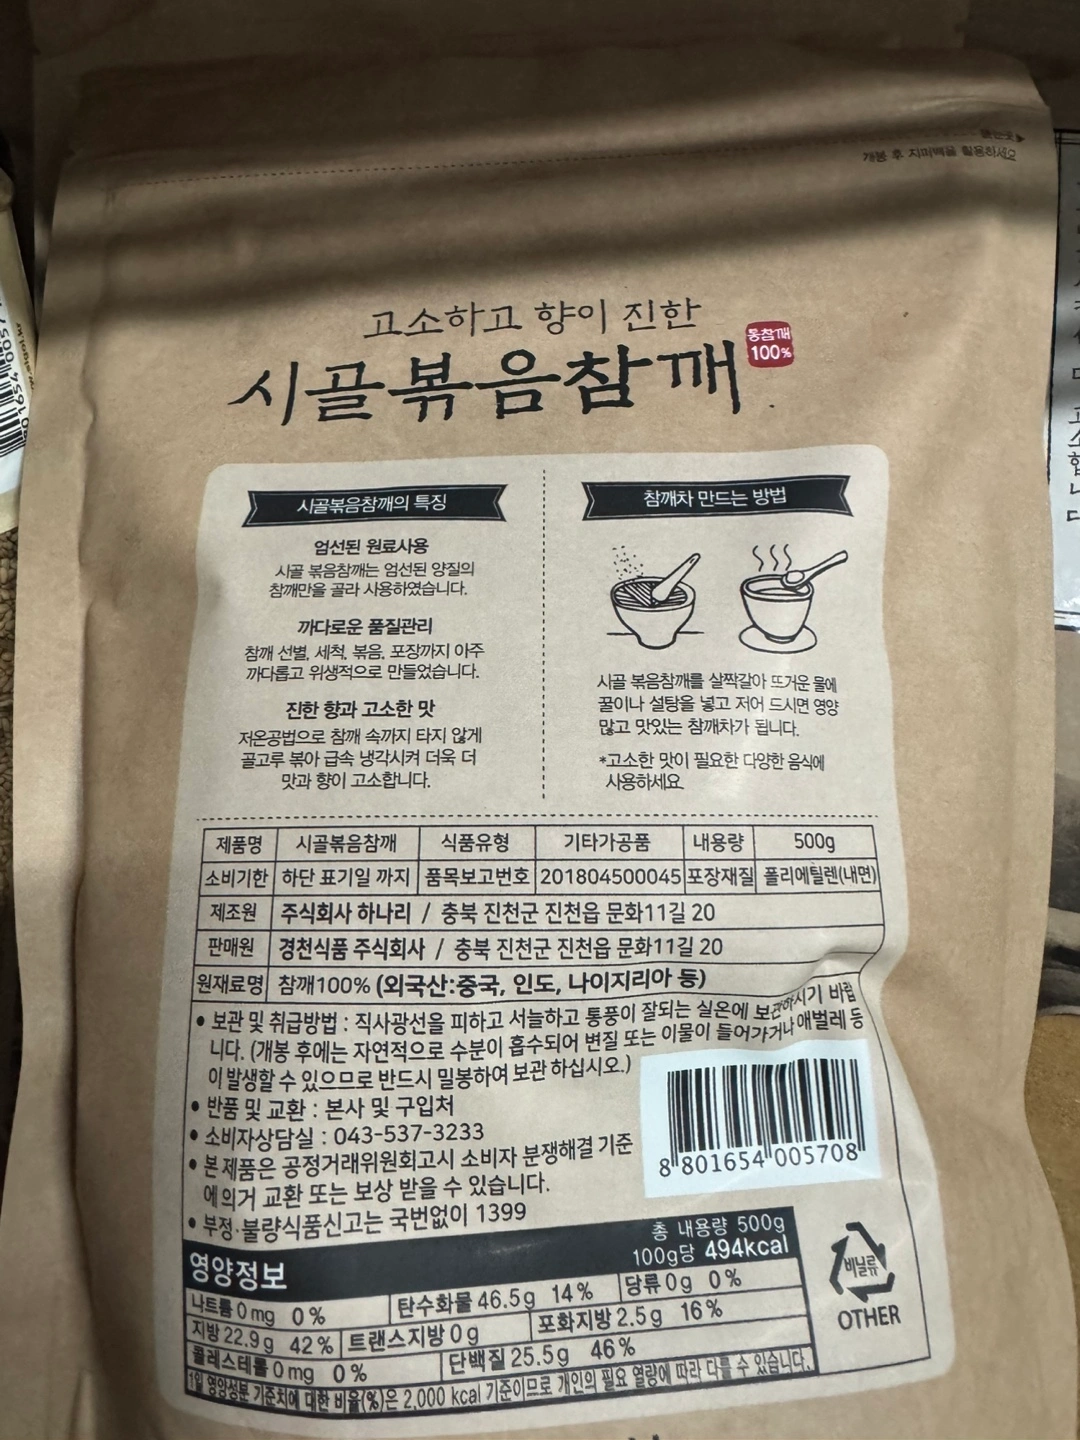 개봉 후 지퍼백을 활용하세요
고소하고 향이 진한
시골볶음참깨
통참깨
100%
시골볶음참깨의 특징
엄선된 원료사용
시골 볶음참깨는 엄선된 양질의
참깨만을 골라 사용하였습니다.
까다로운 품질관리
참깨 선별, 세척, 볶음, 포장까지 아주
까다롭고 위생적으로 만들었습니다.
진한 향과 고소한 맛
저온공법으로 참깨 속까지 타지 않게
골고루 볶아 급속 냉각시켜 더욱 더
맛과 향이 고소합니다.
참깨차 만드는 방법
시골 볶음참깨를 살짝갈아 뜨거운 물에
꿀이나 설탕을 넣고 저어 드시면 영양
많고 맛있는 참깨차가 됩니다.
*고소한 맛이 필요한 다양한 음식에
사용하세요.
제품명 시골볶음참깨 식품유형 기타가공품 내용량 500g
소비기한 하단 표기일 까지 품목보고번호 201804500045 포장재질 폴리에틸렌(내면)
제조원 주식회사 하나리 / 충북 진천군 진천읍 문화11길 20
판매원 경천식품 주식회사 / 충북 진천군 진천읍 문화11길 20
원재료명 참깨100% (외국산:중국, 인도, 나이지리아 등)
• 보관 및 취급방법 : 직사광선을 피하고 서늘하고 통풍이 잘되는 실온에 보관하시기 바랍
니다. (개봉 후에는 자연적으로 수분이 흡수되어 변질 또는 이물이 들어가거나 애벌레 등
이 발생할 수 있으므로 반드시 밀봉하여 보관 하십시오.)
• 반품 및 교환 : 본사 및 구입처
• 소비자상담실 : 043-537-3233
• 본 제품은 공정거래위원회고시 소비자 분쟁해결 기준
에 의거 교환 또는 보상 받을 수 있습니다.
• 부정·불량식품신고는 국번없이 1399
8 801654 005708
영양정보
총 내용량 500g
100g당 494kcal
나트륨 0mg 0% 탄수화물 46.5g 14% 당류 0g 0%
지방 22.9g 42% 트랜스지방 0g 포화지방 2.5g 16%
콜레스테롤 0mg 0% 단백질 25.5g 46%
1일 영양성분 기준치에 대한 비율(%)은 2,000 kcal 기준이므로 개인의 필요 열량에 따라 다를 수 있습니다.
비닐류
OTHER